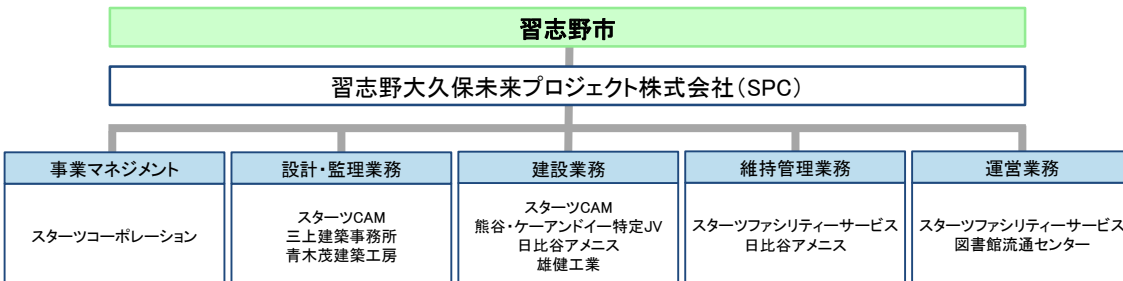 習志野市
習志野大久保未来プロジェクト株式会社(SPC)
事業マネジメント
スターツコーポレーション
設計・監理業務
スターツCAM
三上建築事務所
青木茂建築工房
建設業務
スターツCAM
熊谷・ケーアンドイー特定JV
日比谷アメニス
雄健工業
維持管理業務
スターツファシリティーサービス
日比谷アメニス
運営業務
スターツファシリティーサービス
図書館流通センター